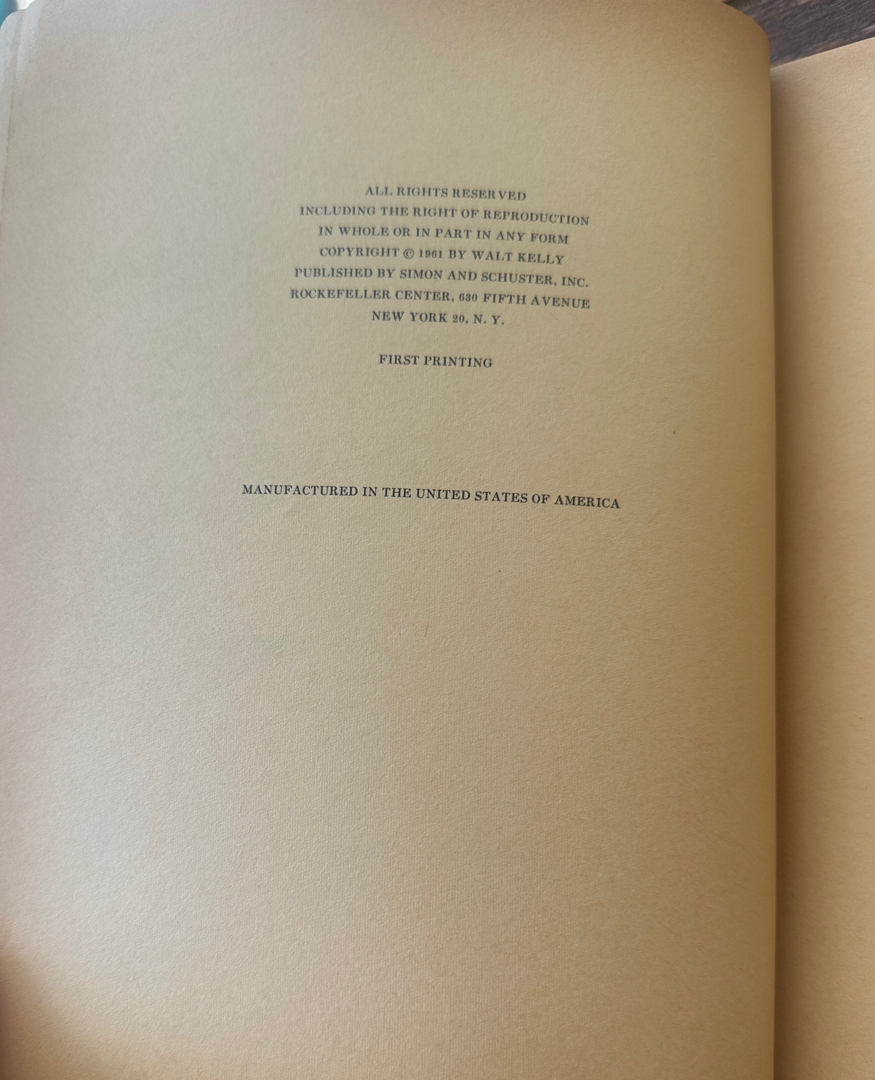 ALL RIGHTS RESERVED
INCLUDING THE RIGHT OF REPRODUCTION
IN WHOLE OR IN PART IN ANY FORM
COPYRIGHT © 1961 BY WALT KELLY
PUBLISHED BY SIMON AND SCHUSTER, INC.
ROCKEFELLER CENTER, 630 FIFTH AVENUE
NEW YORK 20, N. Y.
FIRST PRINTING
MANUFACTURED IN THE UNITED STATES OF AMERICA